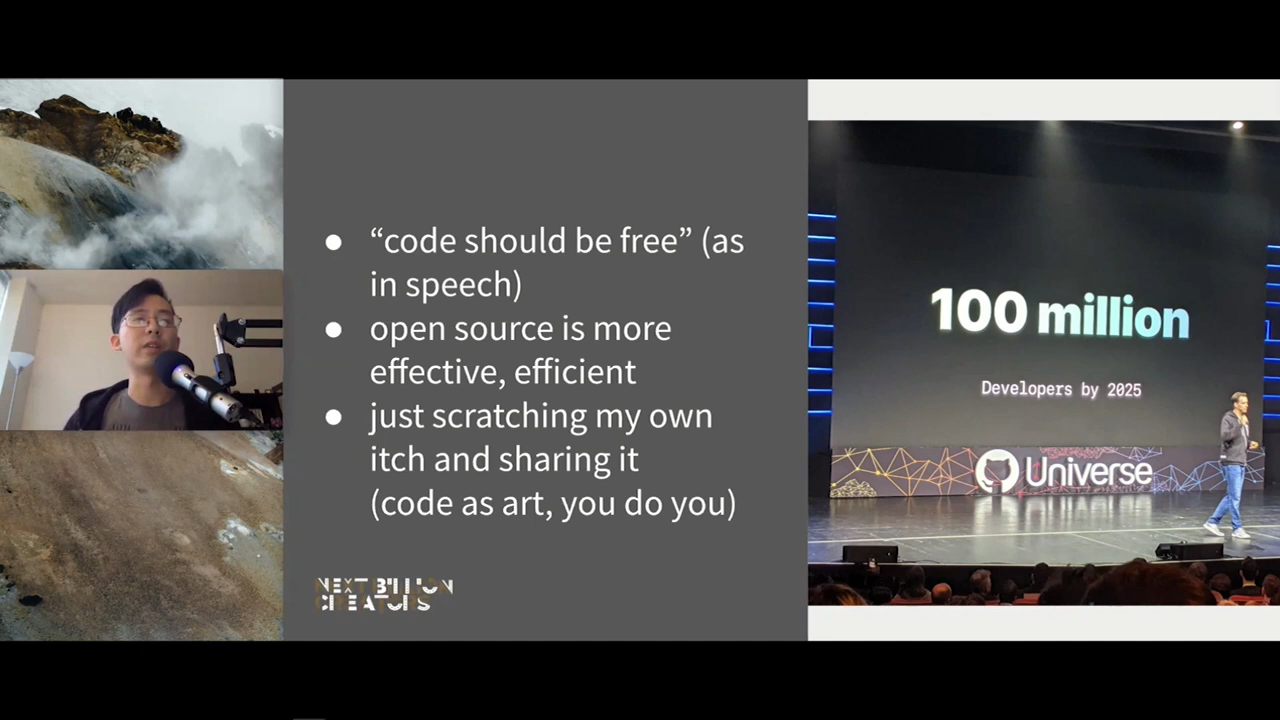 ● “code should be free” (as
in speech)
● open source is more
effective, efficient
● just scratching my own
itch and sharing it
(code as art, you do you)
NEXT BILLION
CREATORS
100 million
Developers by 2025
Universe